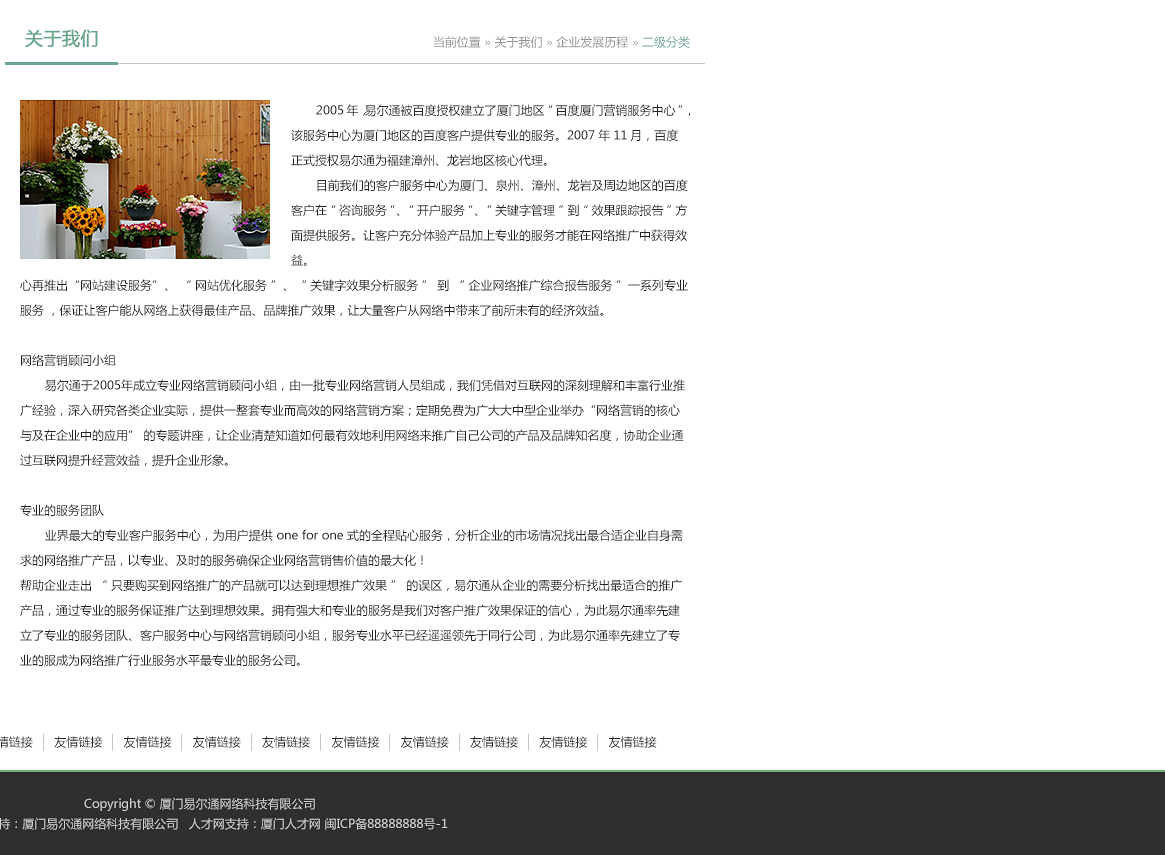 关于我们
当前位置 » 关于我们 » 企业发展历程 » 二级分类
2005 年 ,易尔通被百度授权建立了厦门地区 " 百度厦门营销服务中心 "，
该服务中心为厦门地区的百度客户提供专业的服务。2007 年 11 月，百度
正式授权易尔通为福建漳州、龙岩地区核心代理。
目前我们的客户服务中心为厦门、泉州、漳州、龙岩及周边地区的百度
客户在 " 咨询服务 "、" 开户服务 "、" 关键字管理 " 到 " 效果跟踪报告 " 方
面提供服务。让客户充分体验产品加上专业的服务才能在网络推广中获得效
益。
心再推出“网站建设服务”、 “ 网站优化服务 ” 、“ 关键字效果分析服务 ” 到 “ 企业网络推广综合报告服务 ” 一系列专业
服务 ，保证让客户能从网络上获得最佳产品、品牌推广效果，让大量客户从网络中带来了前所未有的经济效益。
网络营销顾问小组
易尔通于2005年成立专业网络营销顾问小组，由一批专业网络营销人员组成，我们凭借对互联网的深刻理解和丰富行业推
广经验，深入研究各类企业实际，提供一整套专业而高效的网络营销方案；定期免费为广大大中型企业举办“网络营销的核心
与及在企业中的应用” 的专题讲座，让企业清楚知道如何最有效地利用网络来推广自己公司的产品及品牌知名度，协助企业通
过互联网提升经营效益，提升企业形象。
专业的服务团队
业界最大的专业客户服务中心，为用户提供 one for one 式的全程贴心服务，分析企业的市场情况找出最合适企业自身需
求的网络推广产品，以专业、及时的服务确保企业网络营销售价值的最大化！
帮助企业走出 “ 只要购买到网络推广的产品就可以达到理想推广效果 ” 的误区，易尔通从企业的需要分析找出最适合的推广
产品，通过专业的服务保证推广达到理想效果。拥有强大和专业的服务是我们对客户推广效果保证的信心，为此易尔通率先建
立了专业的服务团队、客户服务中心与网络营销顾问小组，服务专业水平已经遥遥领先于同行公司，为此易尔通率先建立了专
业的服成为网络推广行业服务水平最专业的服务公司。
情链接 友情链接 友情链接 友情链接 友情链接 友情链接 友情链接 友情链接 友情链接 友情链接
Copyright © 厦门易尔通网络科技有限公司
持：厦门易尔通网络科技有限公司 人才网支持：厦门人才网 闽ICP备88888888号-1